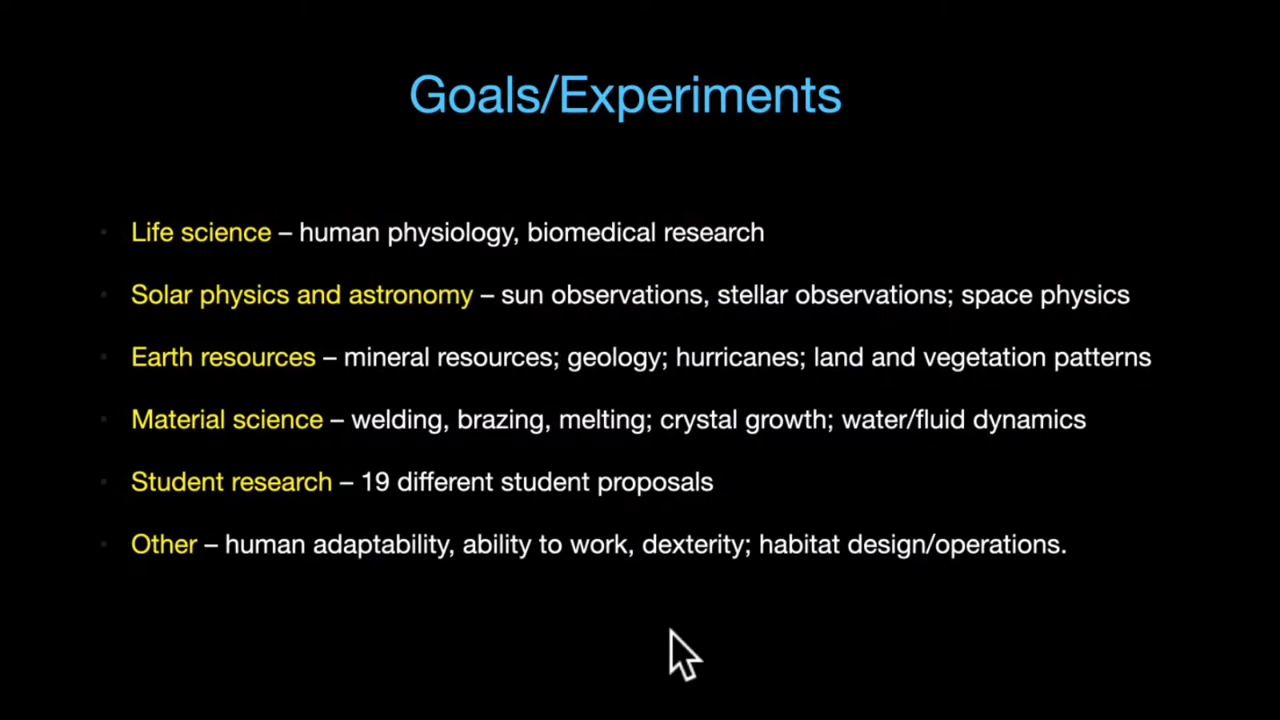 Goals/Experiments
• Life science – human physiology, biomedical research
• Solar physics and astronomy – sun observations, stellar observations; space physics
• Earth resources – mineral resources; geology; hurricanes; land and vegetation patterns
• Material science – welding, brazing, melting; crystal growth; water/fluid dynamics
• Student research – 19 different student proposals
• Other – human adaptability, ability to work, dexterity; habitat design/operations.